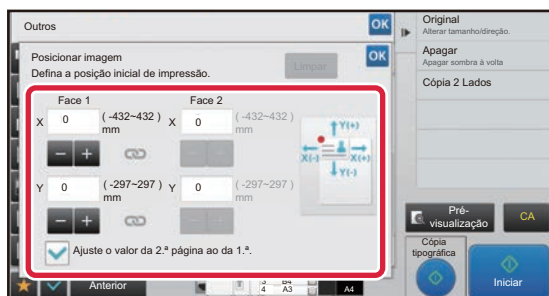 Outros
OK
Posicionar imagem
Defina a posição inicial de impressão.
Limpar
OK
Face 1
Face 2
X
0
( -432~432 )
mm
X
0
( -432~432 )
mm
Y(+)
X(-)
X(+)
Y(-)
Y
0
( -297~297 )
mm
Y
0
( -297~297 )
mm
Ajuste o valor da 2.ª página ao da 1.ª.
Anterior
3 B4
4 A3
A4
Original
Alterar tamanho/direção.
Apagar
Apagar sombra à volta
Cópia 2 Lados
Pré-
visualização
CA
Cópia
tipográfica
Iniciar